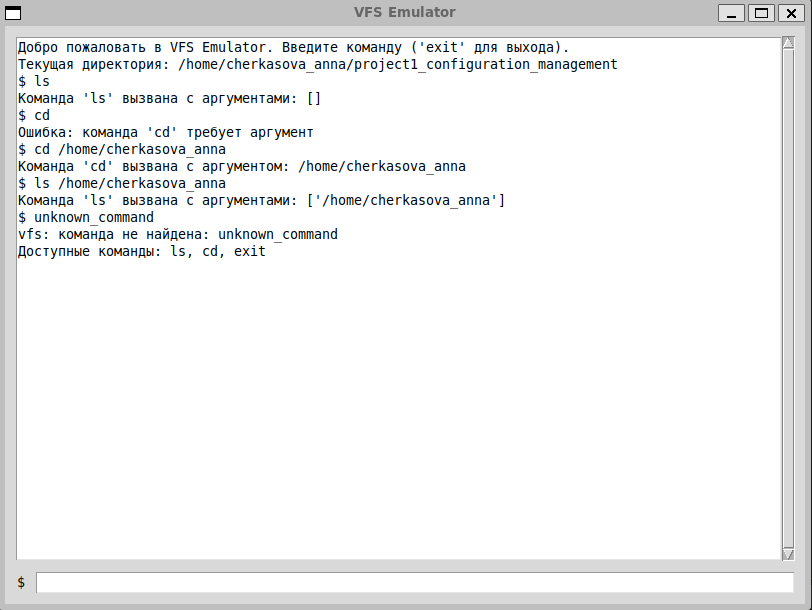 VFS Emulator
Добро пожаловать в VFS Emulator. Введите команду ('exit' для выхода).
Текущая директория: /home/cherkasova_anna/project1_configuration_management
$ ls
Команда 'ls' вызвана с аргументами: []
$ cd
Ошибка: команда 'cd' требует аргумент
$ cd /home/cherkasova_anna
Команда 'cd' вызвана с аргументом: /home/cherkasova_anna
$ ls /home/cherkasova_anna
Команда 'ls' вызвана с аргументами: ['/home/cherkasova_anna']
$ unknown_command
vfs: команда не найдена: unknown_command
Доступные команды: ls, cd, exit
$